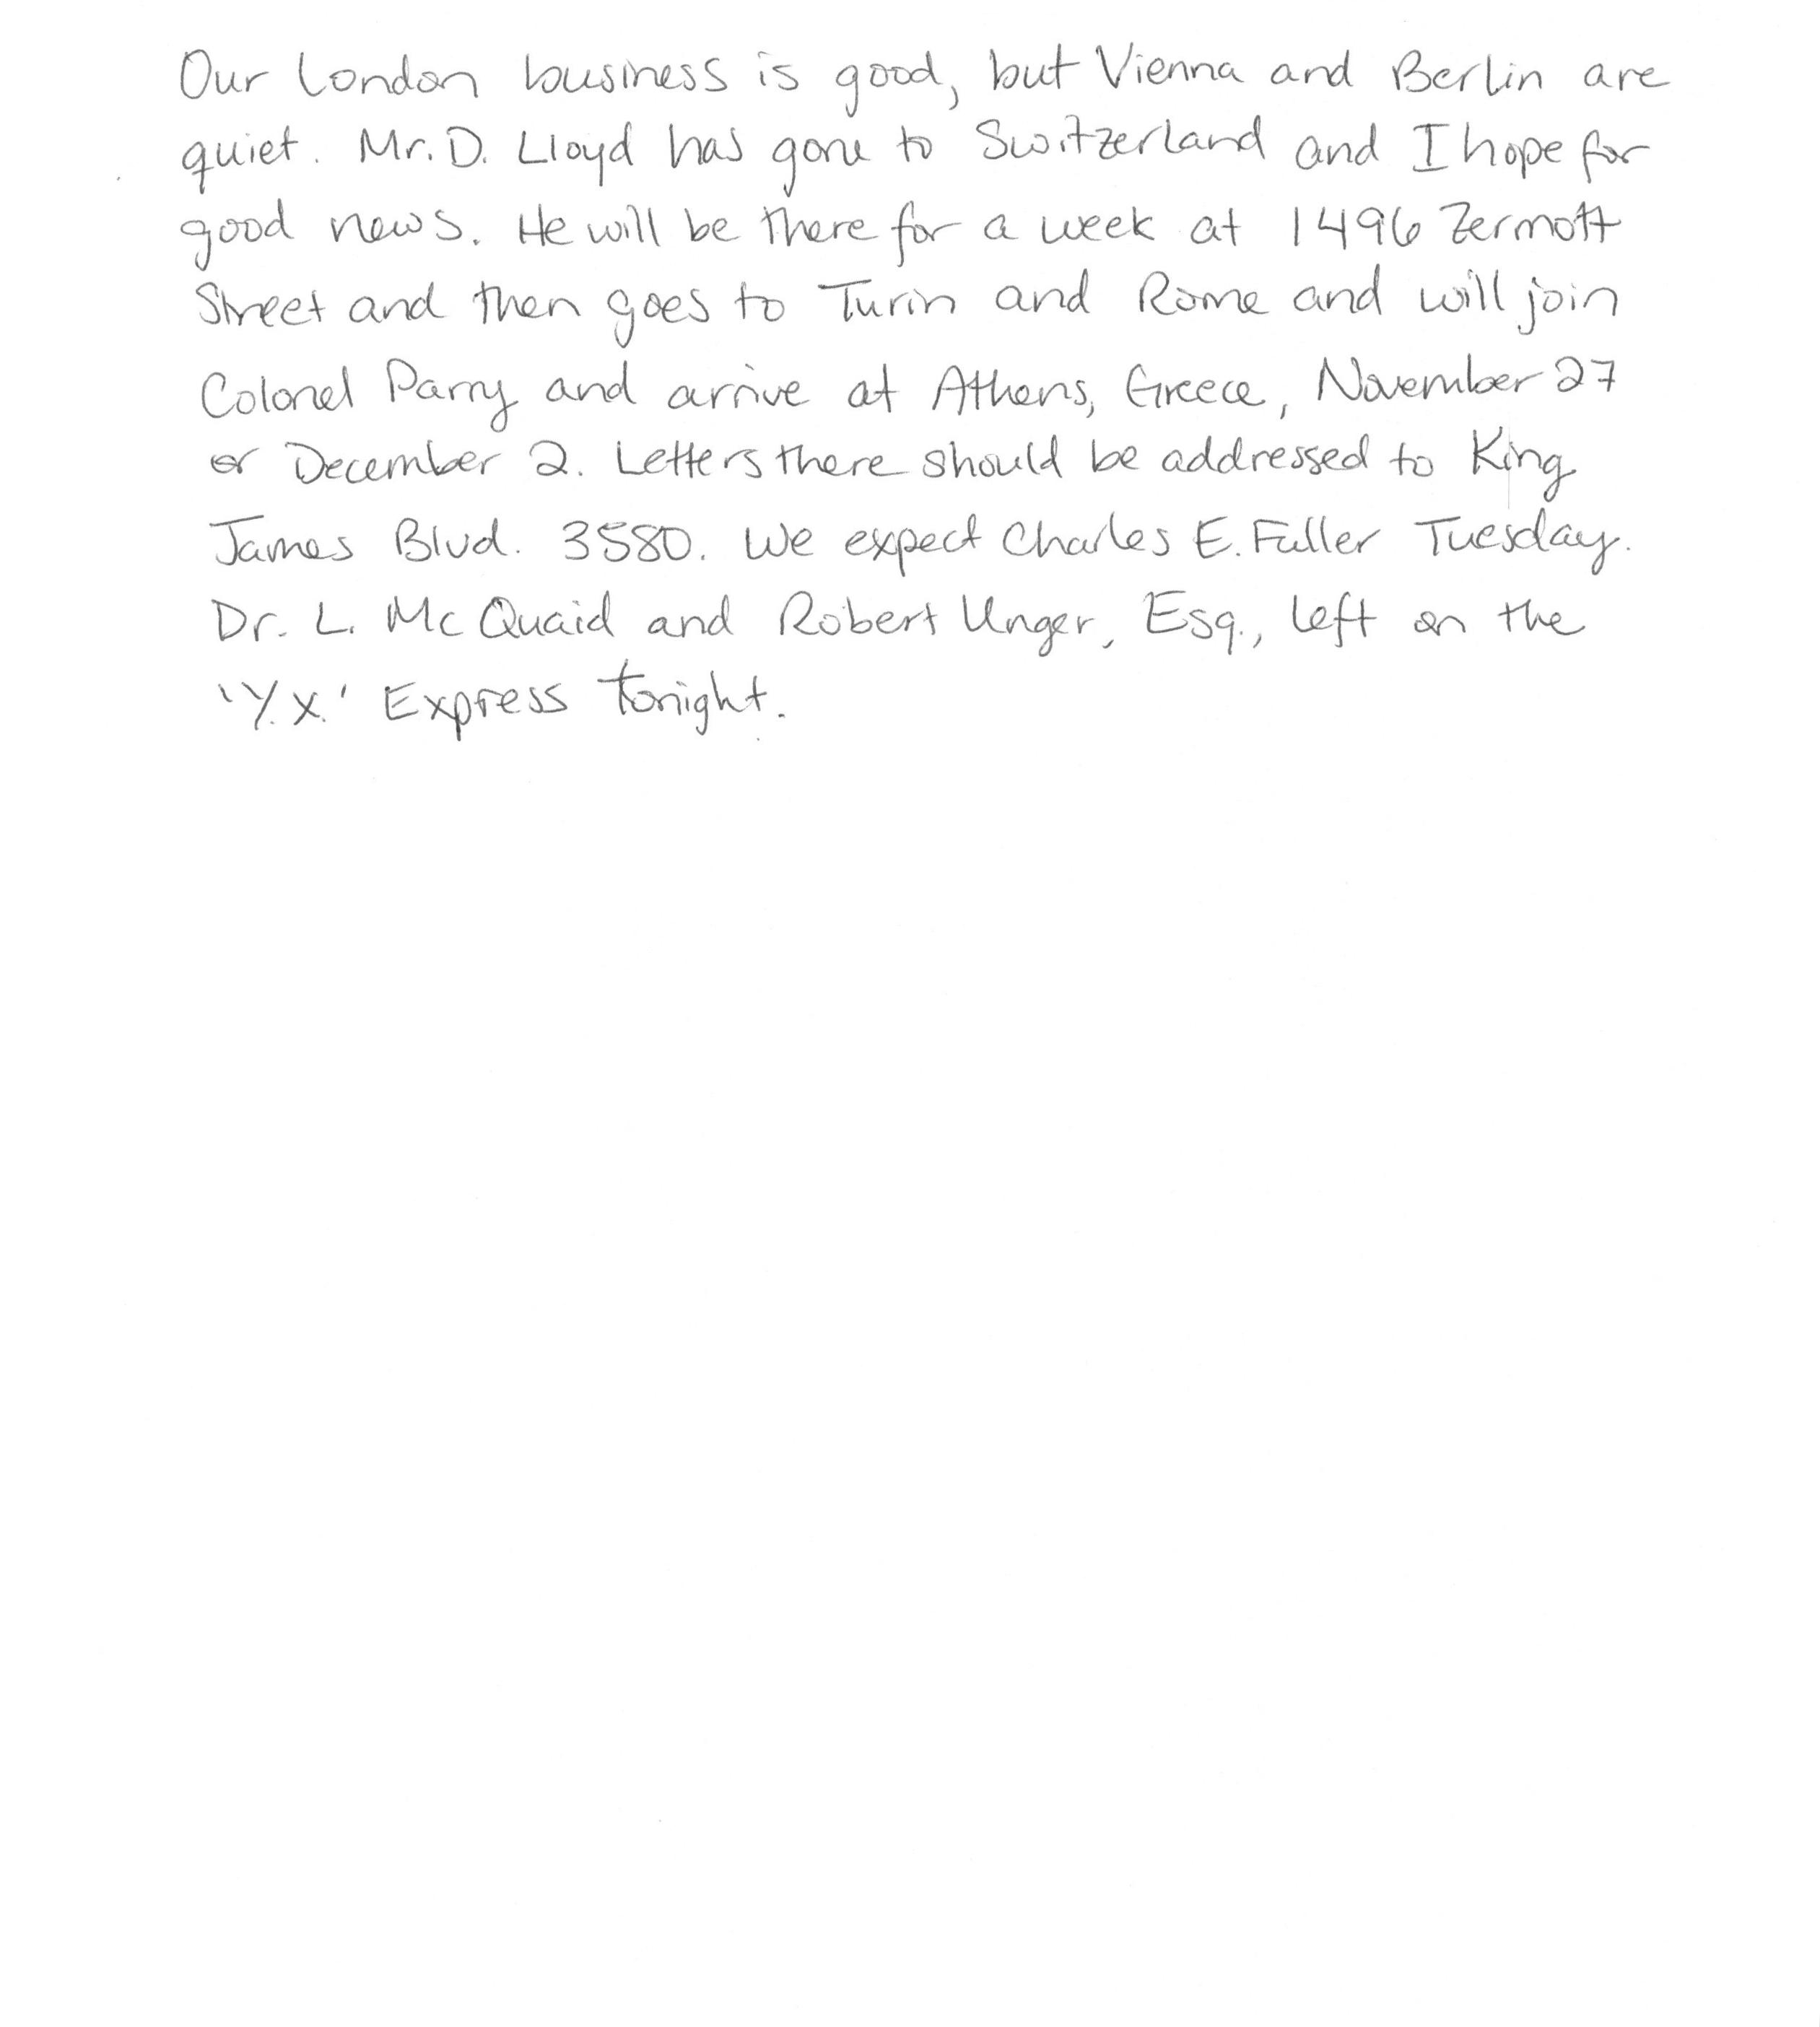 Our London business is good, but Vienna and Berlin are
quiet. Mr. D. Lloyd has gone to Switzerland and I hope for
good news. He will be there for a week at 1496 Zermott
Street and then goes to Turin and Rome and will join
Colonel Parry and arrive at Athens, Greece, November 27
or December 2. Letters there should be addressed to King
James Blvd. 3580. We expect Charles E. Fuller Tuesday.
Dr. L. McQuaid and Robert Unger, Esq., left on the
'Y.X.' Express tonight.